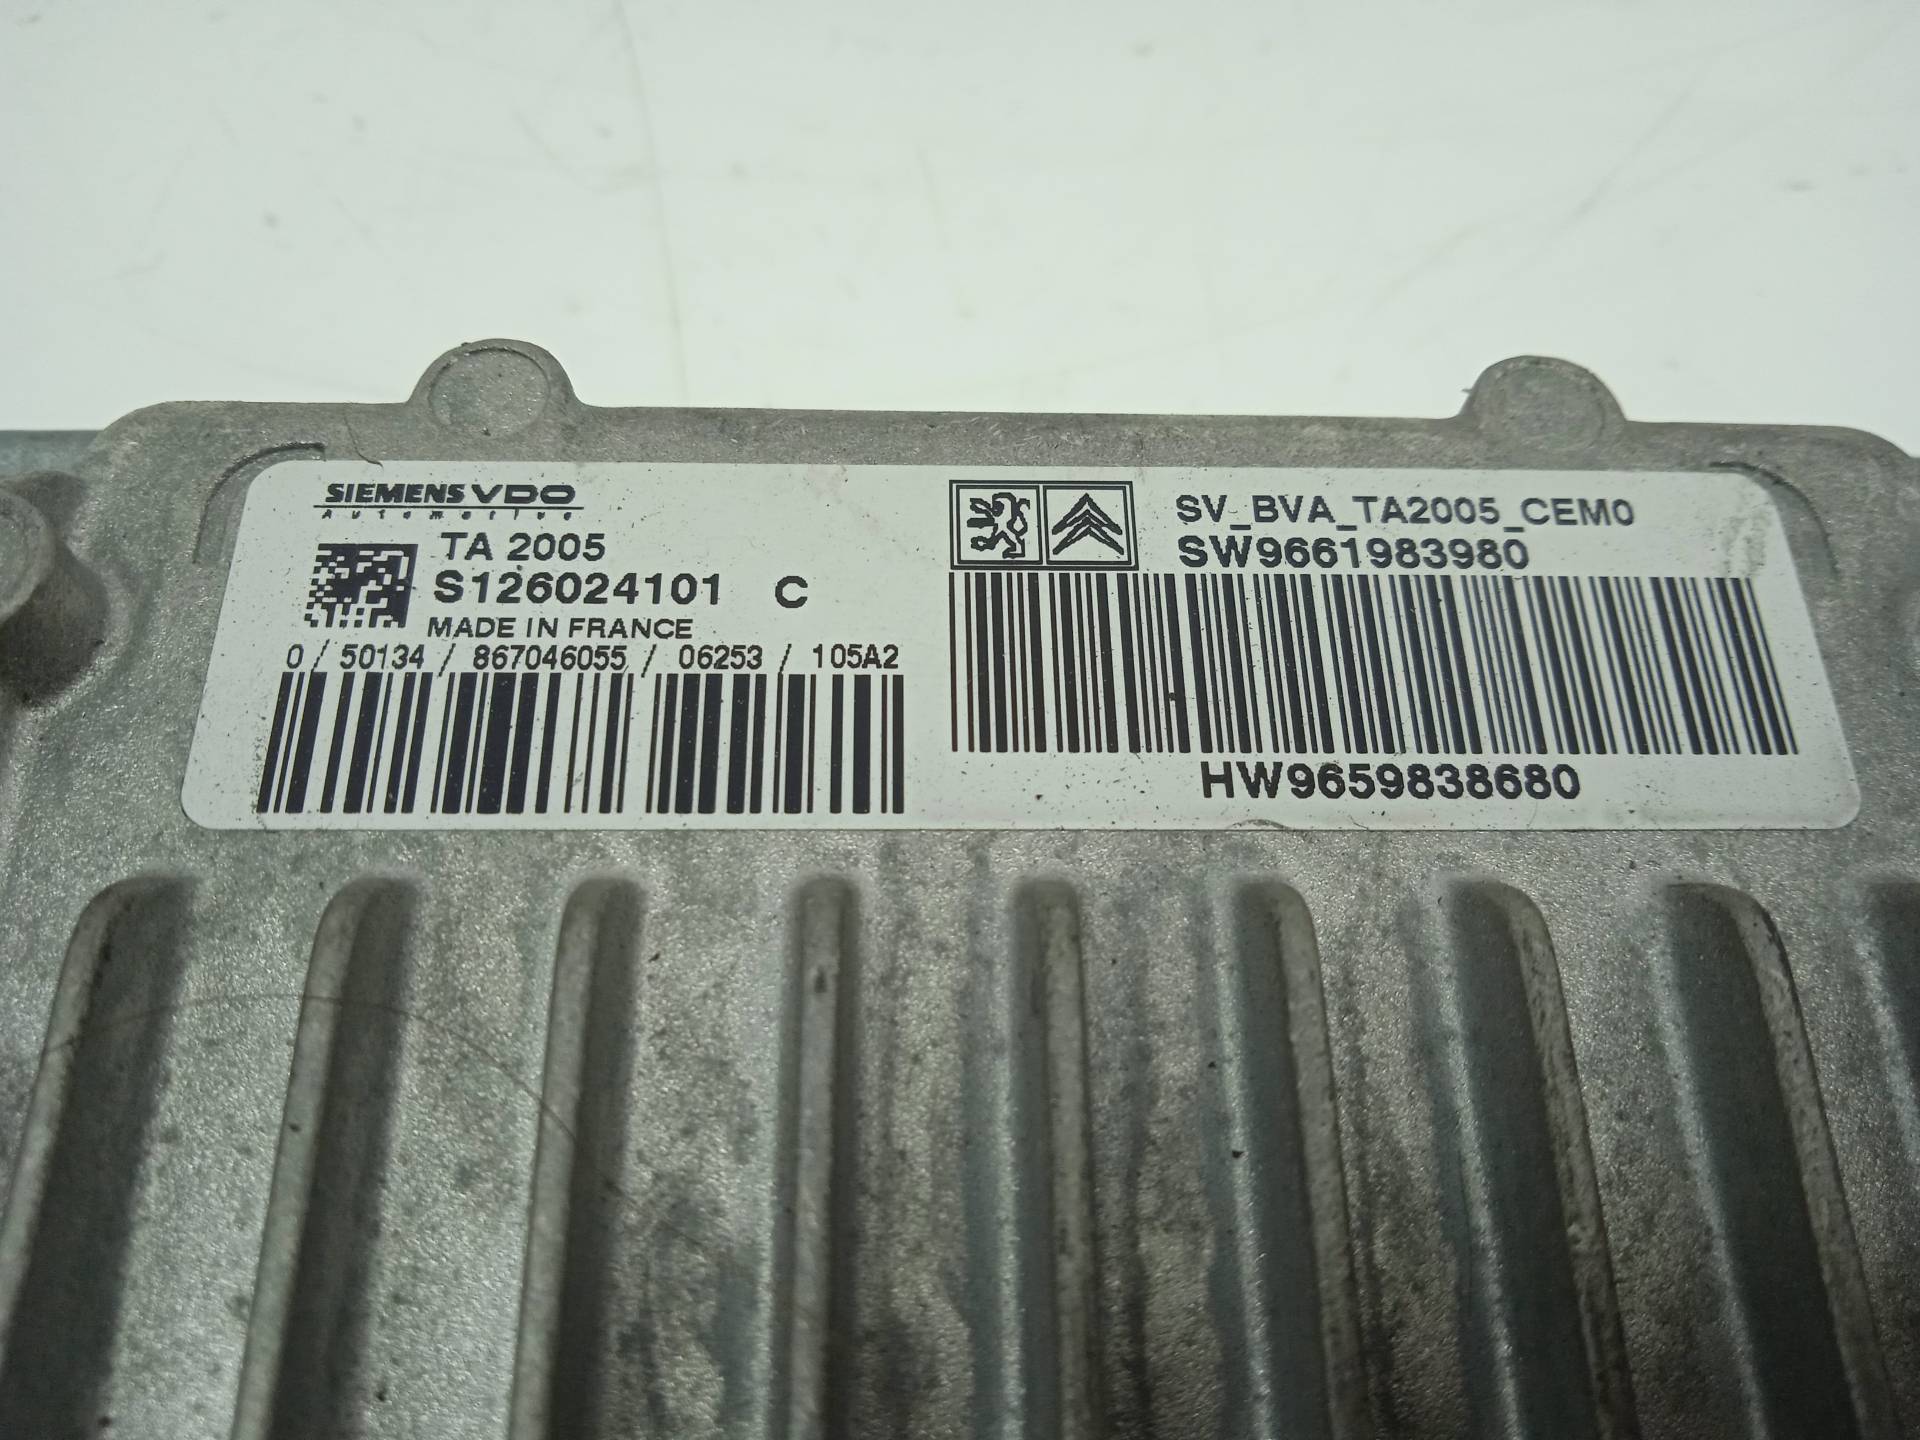 SIEMENS VDO
Automotive
TA 2005
S126024101 C
MADE IN FRANCE
0 / 50134 / 867046055 / 06253 / 105A2
SV_BVA_TA2005_CEM0
SW9661983980
HW9659838680